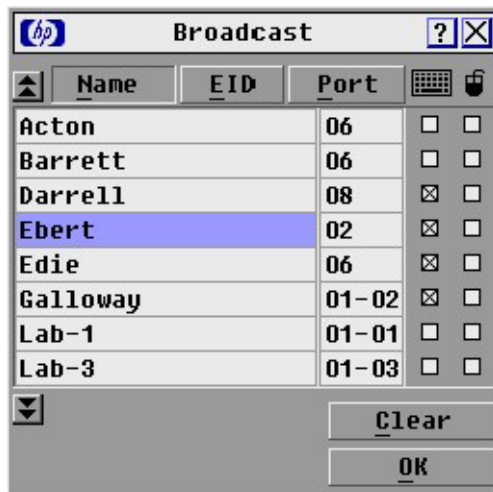 hp Broadcast ? X
Name EID Port
Acton 06
Barrett 06
Darrell 08
Ebert 02
Edie 06
Galloway 01-02
Lab-1 01-01
Lab-3 01-03
Clear
OK